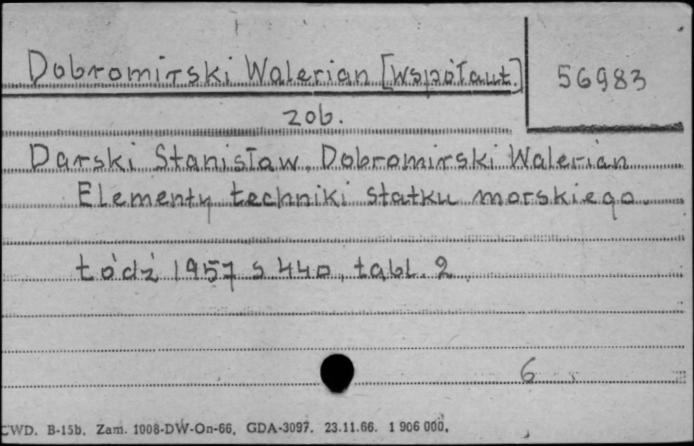 Dobromirski Walerian [współaut.]
56983
zob.
Darski Stanisław, Dobromirski Walerian
Elementy techniki statku morskiego.
Łódź 1957 s 440, tabl. 2
6
CWD. B-15b. Zam. 1008-DW-On-66. GDA-3097. 23.11.66. 1 906 000.